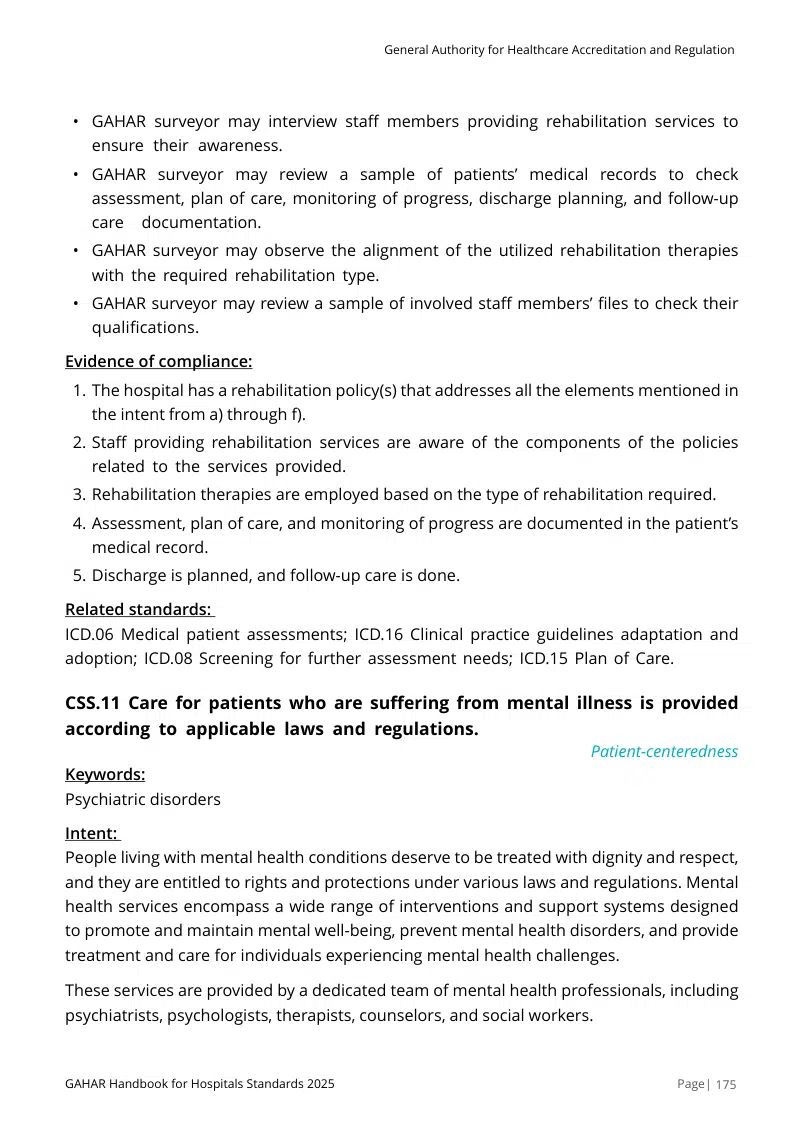 General Authority for Healthcare Accreditation and Regulation
• GAHAR surveyor may interview staff members providing rehabilitation services to
ensure their awareness.
• GAHAR surveyor may review a sample of patients’ medical records to check
assessment, plan of care, monitoring of progress, discharge planning, and follow-up
care documentation.
• GAHAR surveyor may observe the alignment of the utilized rehabilitation therapies
with the required rehabilitation type.
• GAHAR surveyor may review a sample of involved staff members’ files to check their
qualifications.
Evidence of compliance:
1. The hospital has a rehabilitation policy(s) that addresses all the elements mentioned in
the intent from a) through f).
2. Staff providing rehabilitation services are aware of the components of the policies
related to the services provided.
3. Rehabilitation therapies are employed based on the type of rehabilitation required.
4. Assessment, plan of care, and monitoring of progress are documented in the patient’s
medical record.
5. Discharge is planned, and follow-up care is done.
Related standards:
ICD.06 Medical patient assessments; ICD.16 Clinical practice guidelines adaptation and
adoption; ICD.08 Screening for further assessment needs; ICD.15 Plan of Care.
CSS.11 Care for patients who are suffering from mental illness is provided
according to applicable laws and regulations.
Patient-centeredness
Keywords:
Psychiatric disorders
Intent:
People living with mental health conditions deserve to be treated with dignity and respect,
and they are entitled to rights and protections under various laws and regulations. Mental
health services encompass a wide range of interventions and support systems designed
to promote and maintain mental well-being, prevent mental health disorders, and provide
treatment and care for individuals experiencing mental health challenges.
These services are provided by a dedicated team of mental health professionals, including
psychiatrists, psychologists, therapists, counselors, and social workers.
GAHAR Handbook for Hospitals Standards 2025
Page| 175